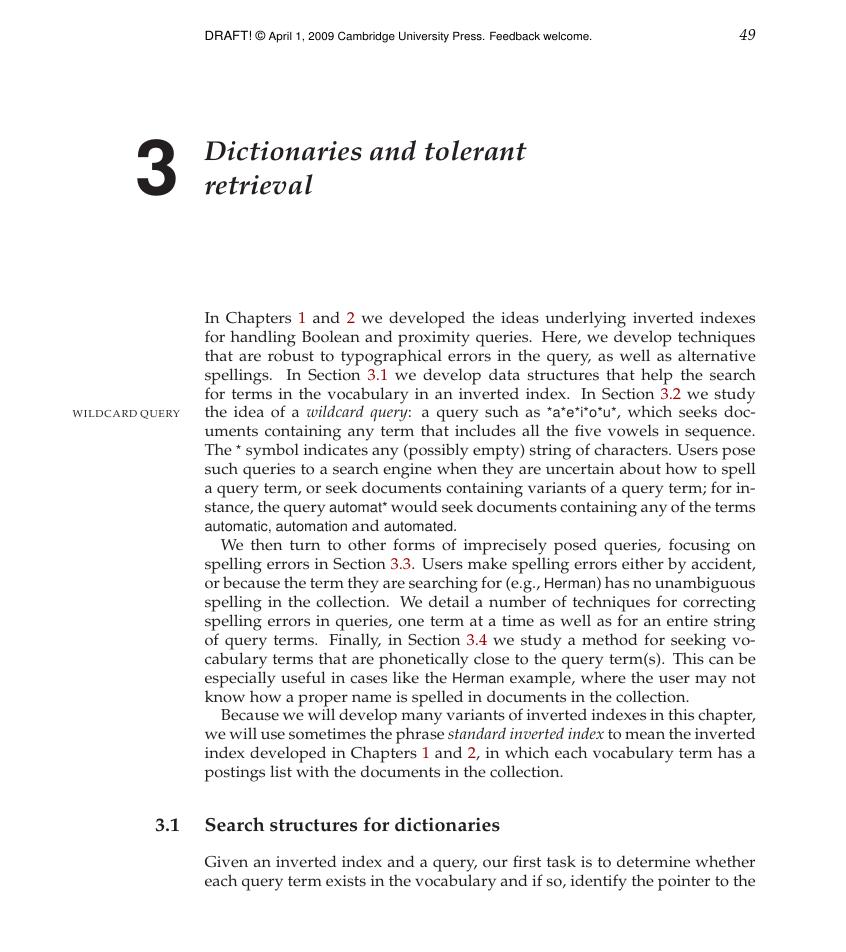 DRAFT! © April 1, 2009 Cambridge University Press. Feedback welcome. 49
3 Dictionaries and tolerant
retrieval
In Chapters 1 and 2 we developed the ideas underlying inverted indexes
for handling Boolean and proximity queries. Here, we develop techniques
that are robust to typographical errors in the query, as well as alternative
spellings. In Section 3.1 we develop data structures that help the search
for terms in the vocabulary in an inverted index. In Section 3.2 we study
WILDCARD QUERY the idea of a wildcard query: a query such as *a*e*i*o*u*, which seeks doc-
uments containing any term that includes all the five vowels in sequence.
The * symbol indicates any (possibly empty) string of characters. Users pose
such queries to a search engine when they are uncertain about how to spell
a query term, or seek documents containing variants of a query term; for in-
stance, the query automat* would seek documents containing any of the terms
automatic, automation and automated.
We then turn to other forms of imprecisely posed queries, focusing on
spelling errors in Section 3.3. Users make spelling errors either by accident,
or because the term they are searching for (e.g., Herman) has no unambiguous
spelling in the collection. We detail a number of techniques for correcting
spelling errors in queries, one term at a time as well as for an entire string
of query terms. Finally, in Section 3.4 we study a method for seeking vo-
cabulary terms that are phonetically close to the query term(s). This can be
especially useful in cases like the Herman example, where the user may not
know how a proper name is spelled in documents in the collection.
Because we will develop many variants of inverted indexes in this chapter,
we will use sometimes the phrase standard inverted index to mean the inverted
index developed in Chapters 1 and 2, in which each vocabulary term has a
postings list with the documents in the collection.
3.1 Search structures for dictionaries
Given an inverted index and a query, our first task is to determine whether
each query term exists in the vocabulary and if so, identify the pointer to the